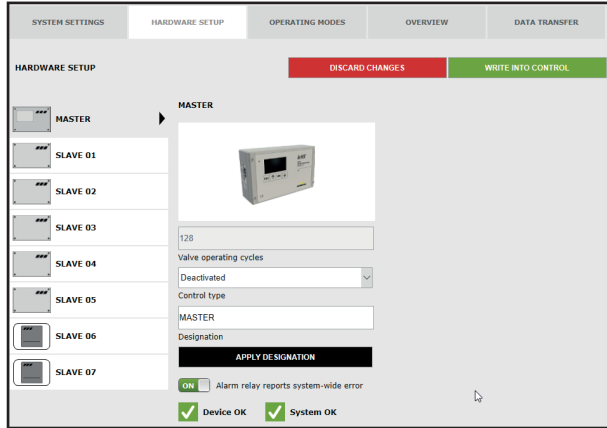 SYSTEM SETTINGS HARDWARE SETUP OPERATING MODES OVERVIEW DATA TRANSFER
HARDWARE SETUP DISCARD CHANGES WRITE INTO CONTROL
MASTER
SLAVE 01
SLAVE 02
SLAVE 03
SLAVE 04
SLAVE 05
SLAVE 06
SLAVE 07
MASTER
128
Valve operating cycles
Deactivated
Control type
MASTER
Designation
APPLY DESIGNATION
ON Alarm relay reports system-wide error
Device OK System OK